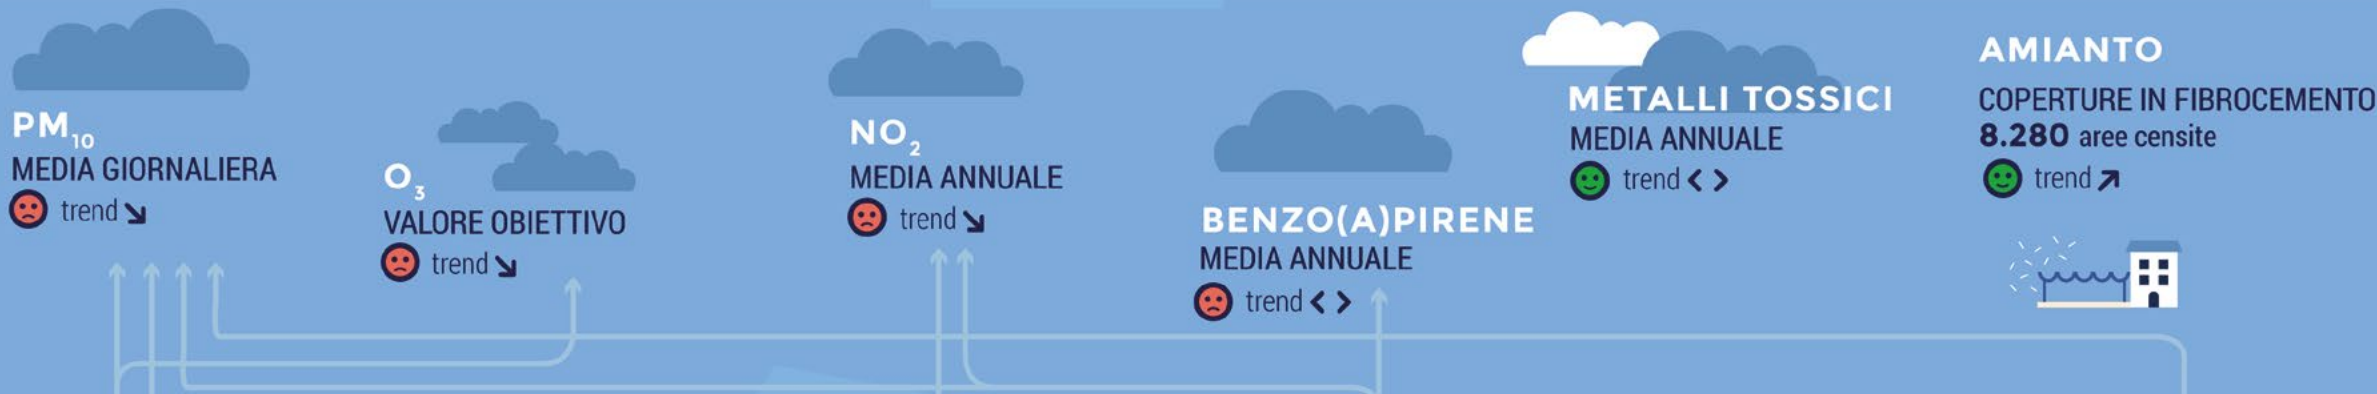 PM10
MEDIA GIORNALIERA
trend
O3
VALORE OBIETTIVO
trend
NO2
MEDIA ANNUALE
trend
BENZO(A)PIRENE
MEDIA ANNUALE
trend
METALLI TOSSICI
MEDIA ANNUALE
trend
AMIANTO
COPERTURE IN FIBROCEMENTO
8.280 aree censite
trend